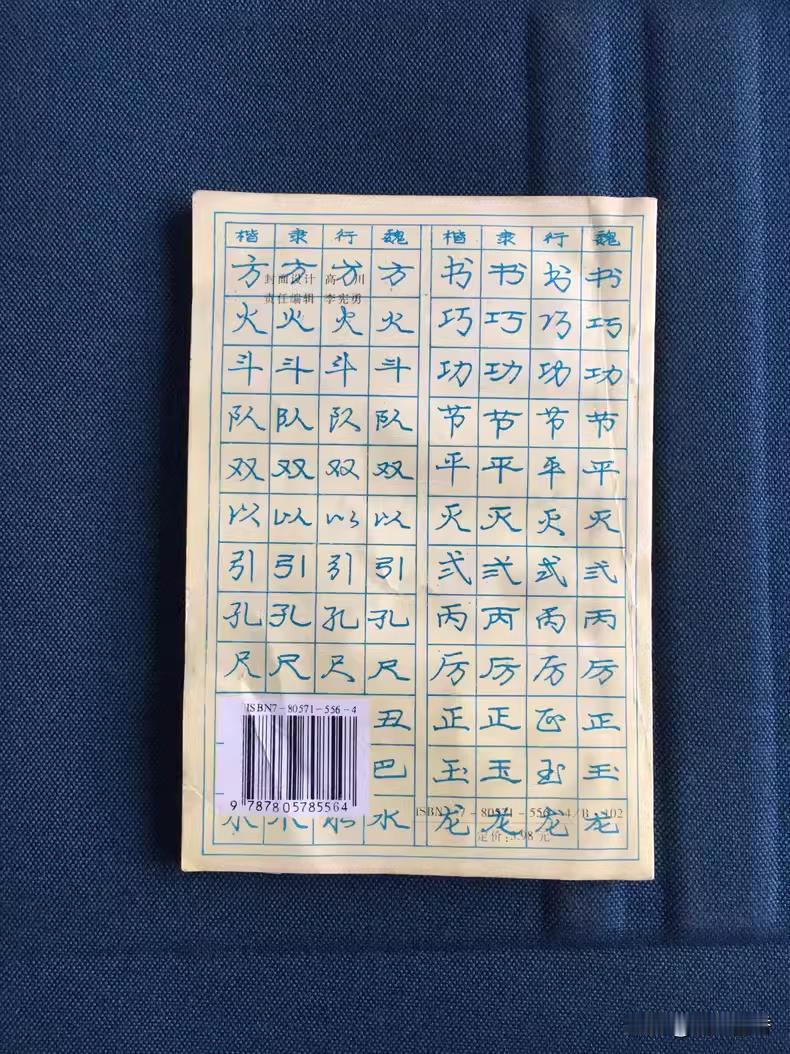 楷 隶 行 魏 楷 隶 行 魏
方 方 方 方 书 书 书 书
封面设计 高 川
责任编辑 李宪勇
火 火 火 火 巧 巧 巧 巧
斗 斗 斗 斗 功 功 功 功
队 队 队 队 节 节 节 节
双 双 双 双 平 平 平 平
以 以 以 以 灭 灭 灭 灭
引 引 引 引 式 式 式 式
孔 孔 孔 孔 丙 丙 丙 丙
尺 尺 尺 尺 厉 厉 厉 厉
ISBN7-80571-556-4
丑 正 正 正 正
巴 玉 玉 玉 玉
9 787805785564
水 水 水 水 龙 龙 龙 龙
定价: